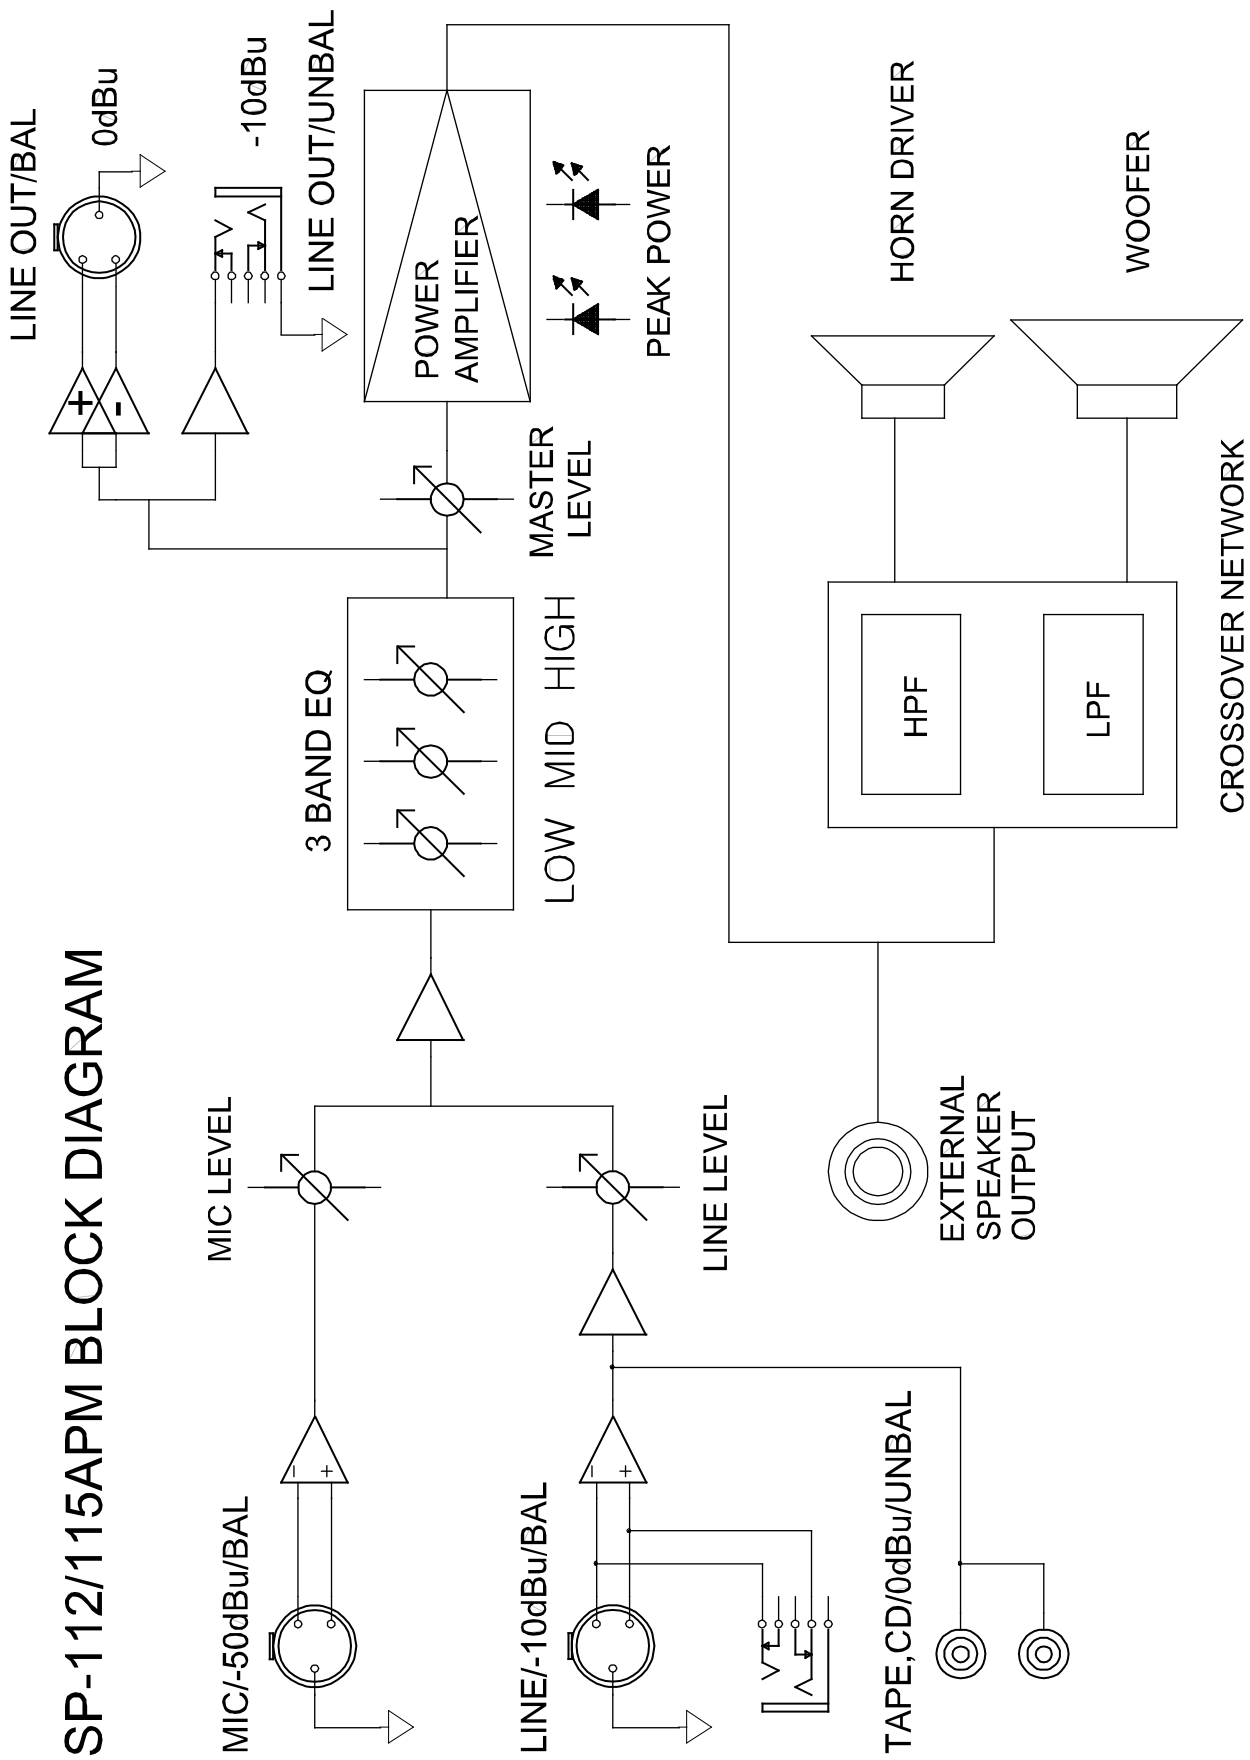 SP-112/115APM BLOCK DIAGRAM
MIC/-50dBu/BAL
−
+
MIC LEVEL
LINE/-10dBu/BAL
−
+
LINE LEVEL
TAPE,CD/0dBu/UNBAL
3 BAND EQ
LOW MID HIGH
LINE OUT/BAL
0dBu
+
-
-10dBu
LINE OUT/UNBAL
MASTER
LEVEL
POWER
AMPLIFIER
PEAK POWER
EXTERNAL
SPEAKER
OUTPUT
HPF
LPF
CROSSOVER NETWORK
HORN DRIVER
WOOFER